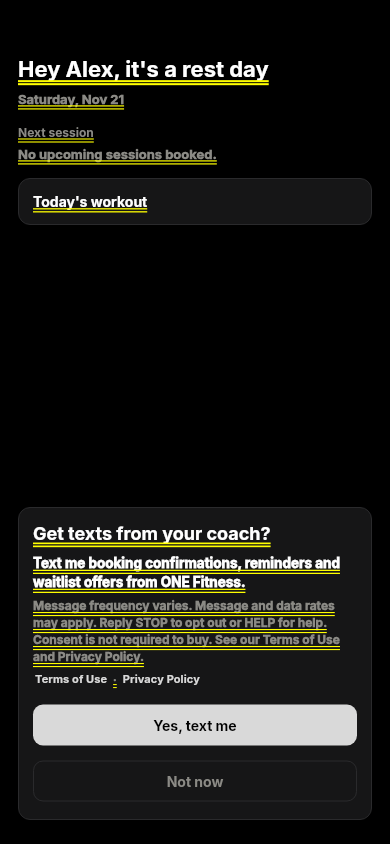 Hey Alex, it's a rest day
Saturday, Nov 21
Next session
No upcoming sessions booked.
Today's workout
Get texts from your coach?
Text me booking confirmations, reminders and
waitlist offers from ONE Fitness.
Message frequency varies. Message and data rates
may apply. Reply STOP to opt out or HELP for help.
Consent is not required to buy. See our Terms of Use
and Privacy Policy.
Terms of Use · Privacy Policy
Yes, text me
Not now